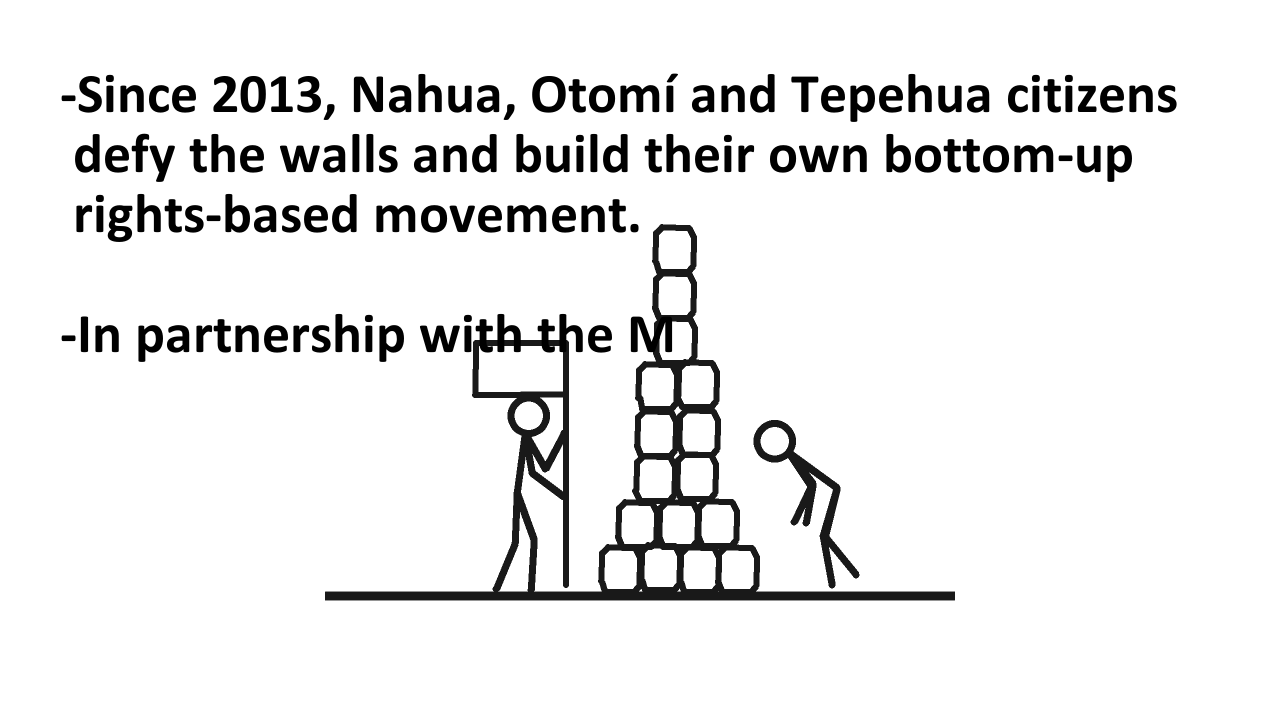 -Since 2013, Nahua, Otomí and Tepehua citizens
defy the walls and build their own bottom-up
rights-based movement.
-In partnership with the M